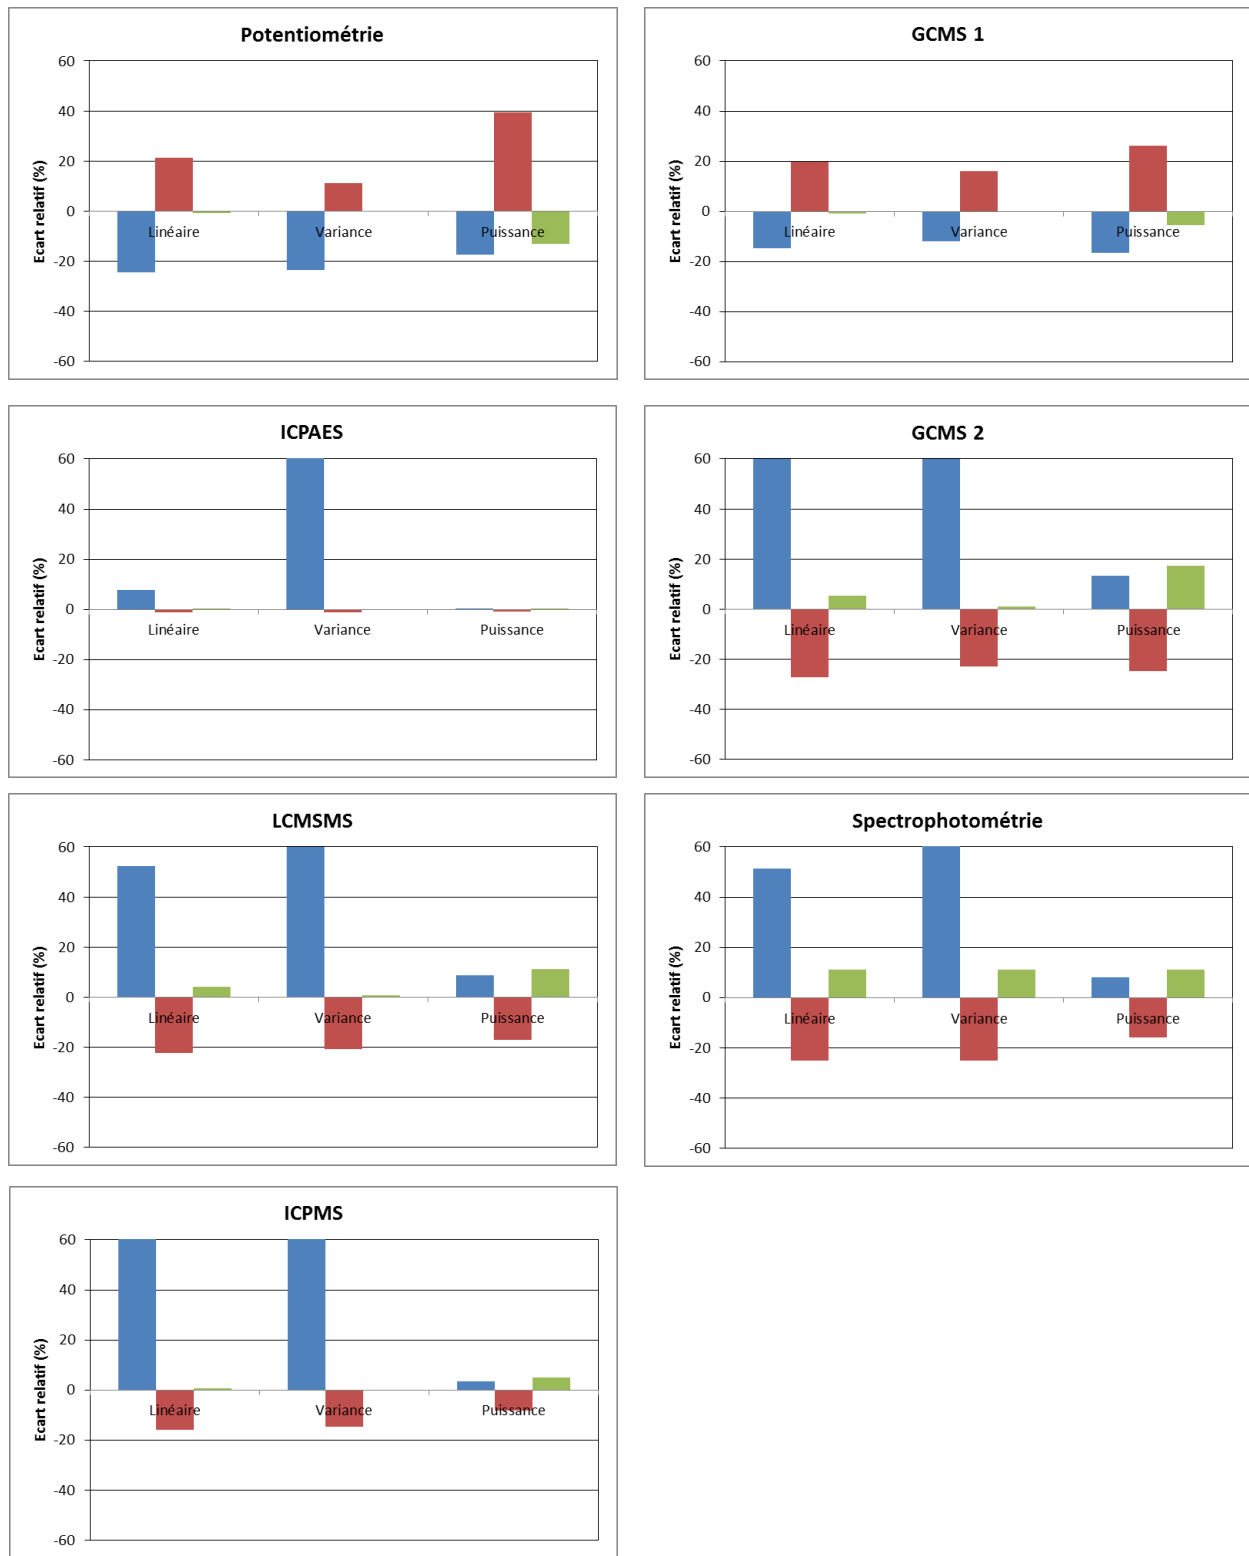 Potentiométrie
Ecart relatif (%)
60
40
20
0
-20
-40
-60
Linéaire
Variance
Puissance
GCMS 1
Ecart relatif (%)
60
40
20
0
-20
-40
-60
Linéaire
Variance
Puissance
ICPAES
Ecart relatif (%)
60
40
20
0
-20
-40
-60
Linéaire
Variance
Puissance
GCMS 2
Ecart relatif (%)
60
40
20
0
-20
-40
-60
Linéaire
Variance
Puissance
LCMSMS
Ecart relatif (%)
60
40
20
0
-20
-40
-60
Linéaire
Variance
Puissance
Spectrophotométrie
Ecart relatif (%)
60
40
20
0
-20
-40
-60
Linéaire
Variance
Puissance
ICPMS
Ecart relatif (%)
60
40
20
0
-20
-40
-60
Linéaire
Variance
Puissance